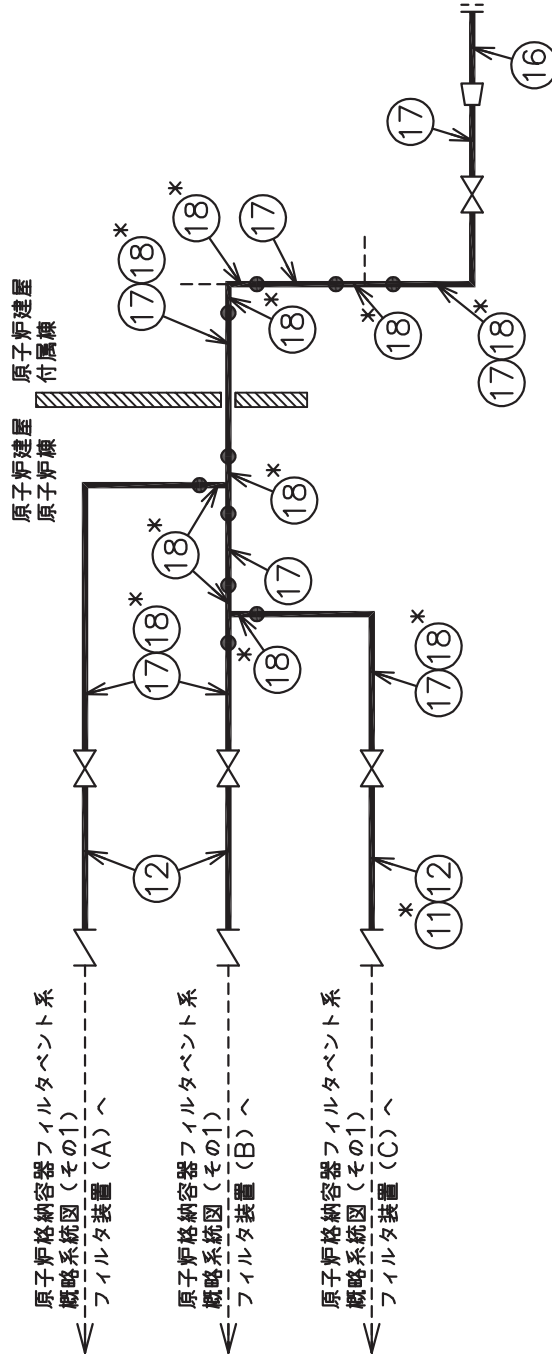 原子炉格納容器フィルタベント系
概略系統図(その1)
フィルタ装置(A)へ
原子炉格納容器フィルタベント系
概略系統図(その1)
フィルタ装置(B)へ
原子炉格納容器フィルタベント系
概略系統図(その1)
フィルタ装置(C)へ
12
11* 12
17 18*
17 18*
18*
18*
17
18*
原子炉建屋
原子炉棟
原子炉建屋
付属棟
17 18*
18*
18*
17
18*
17 18*
17
16